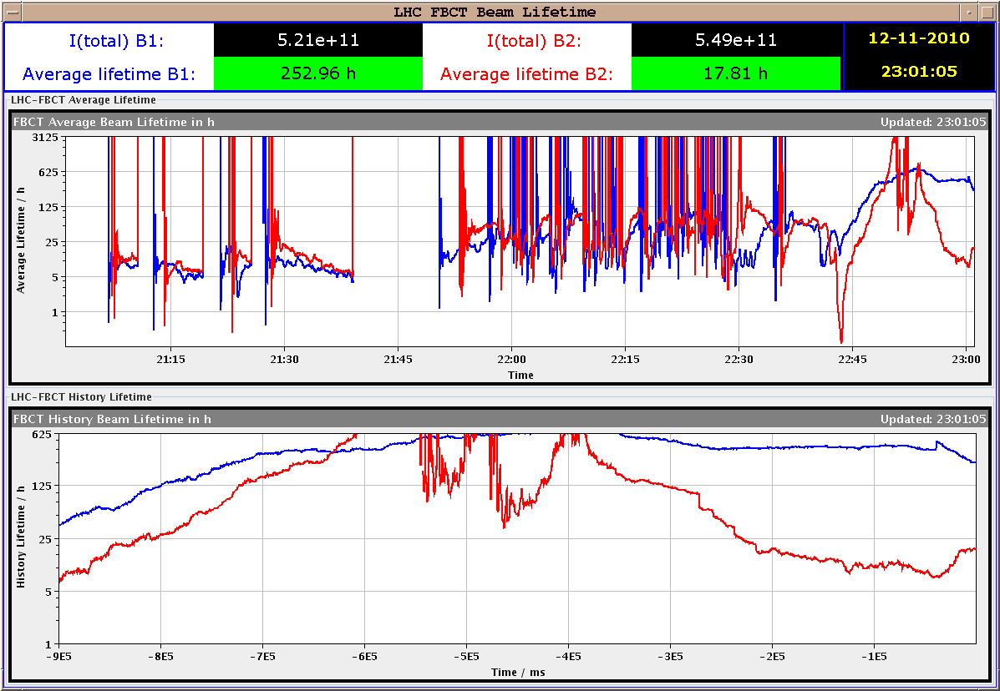 LHC FBCT Beam Lifetime
I(total) B1: 5.21e+11 I(total) B2: 5.49e+11 12-11-2010
Average lifetime B1: 252.96 h Average lifetime B2: 17.81 h 23:01:05
LHC-FBCT Average Lifetime
FBCT Average Beam Lifetime in h Updated: 23:01:05
3125
625
125
25
5
1
Average Lifetime / h
21:15 21:30 21:45 22:00 22:15 22:30 22:45 23:00
Time
LHC-FBCT History Lifetime
FBCT History Beam Lifetime in h Updated: 23:01:05
625
125
25
5
1
History Lifetime / h
-9E5 -8E5 -7E5 -6E5 -5E5 -4E5 -3E5 -2E5 -1E5
Time / ms